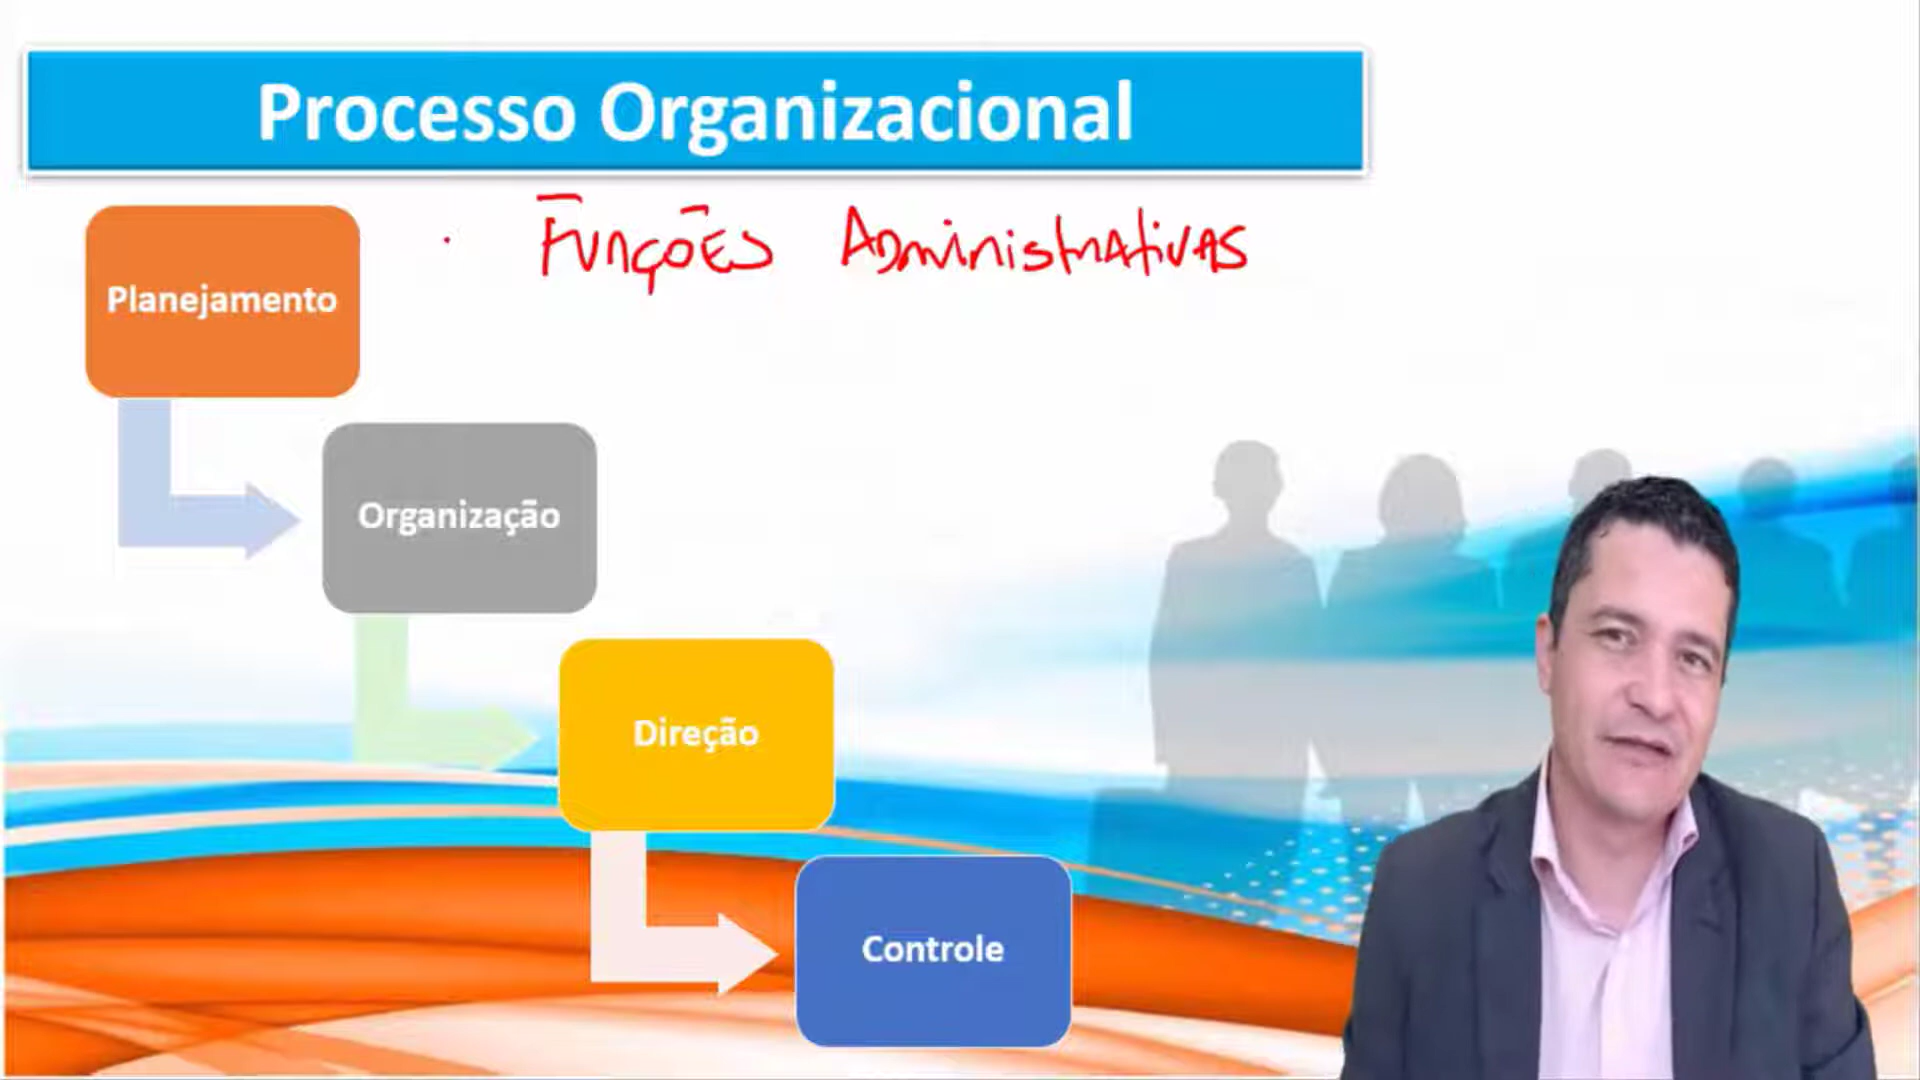 Processo Organizacional
Funções Administrativas
Planejamento
Organização
Direção
Controle